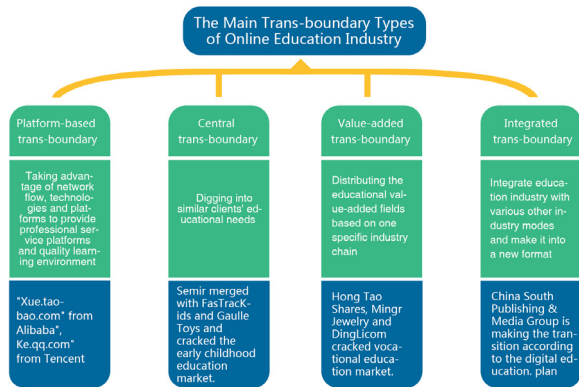 The Main Trans-boundary Types
of Online Education Industry
Platform-based
trans-boundary
Taking advan-
tage of network
flow, technolo-
gies and plat-
forms to provide
professional ser-
vice platforms
and quality learn-
ing environment
"Xue.tao-
bao.com" from
Alibaba",
Ke.qq.com"
from Tencent
Central
trans-boundary
Digging into
similar clients' ed-
ucational needs
Semir merged
with FasTracK-
ids and Gaulle
Toys and
cracked the
early childhood
education
market.
Value-added
trans-boundary
Distributing the
educational val-
ue-added fields
based on one
specific industry
chain
Hong Tao
Shares, Mingr
Jewelry and
DingLicom
cracked voca-
tional educa-
tion market.
Integrated
trans-boundary
Integrate educa-
tion industry with
various other in-
dustry modes
and make it into
a new format
China South
Publishing &
Media Group is
making the tran-
sition according
to the digital ed-
ucation. plan